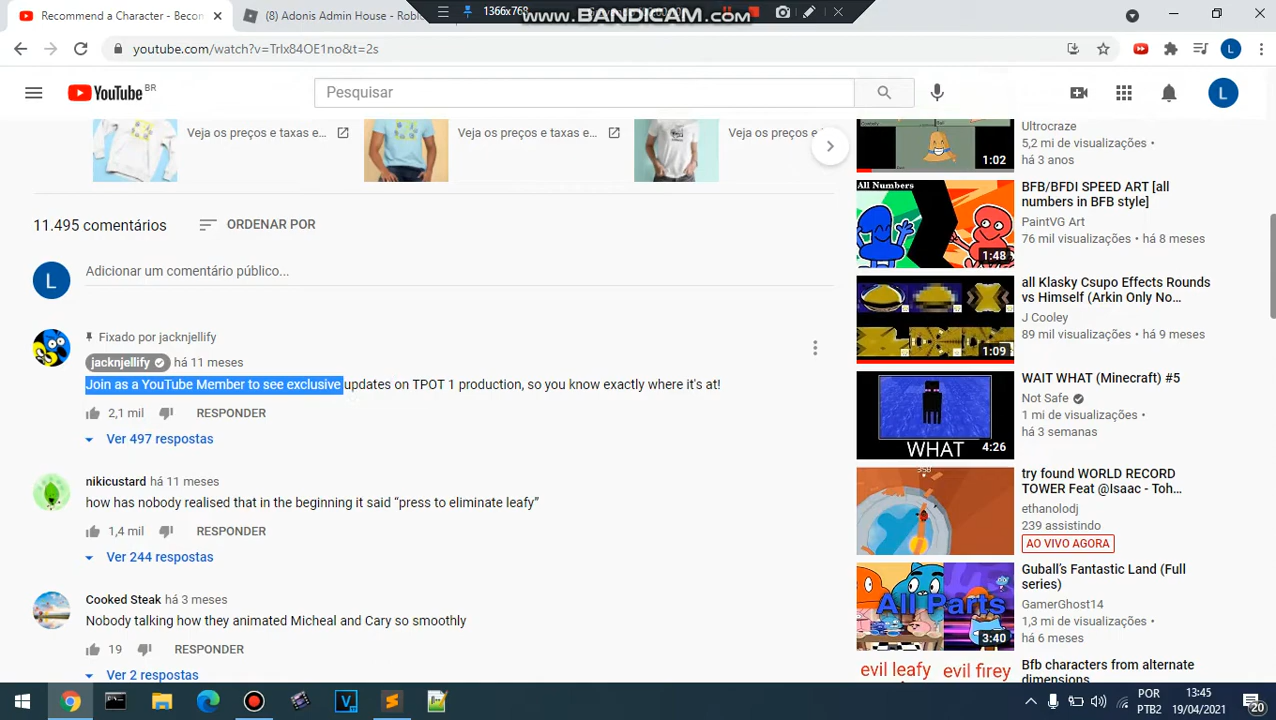 Recommend a Character - Becom
(8) Adonis Admin House - Roblo
1366x768
www.BANDICAM.com
youtube.com/watch?v=TrIx84OE1no&t=2s
YouTube BR
Pesquisar
L
Veja os preços e taxas e...
Veja os preços e taxas e...
Veja os preços e
11.495 comentários
ORDENAR POR
L
Adicionar um comentário público...
Fixado por jacknjellify
jacknjellify há 11 meses
Join as a YouTube Member to see exclusive updates on TPOT 1 production, so you know exactly where it's at!
2,1 mil RESPONDER
Ver 497 respostas
nikicustard há 11 meses
how has nobody realised that in the beginning it said “press to eliminate leafy”
1,4 mil RESPONDER
Ver 244 respostas
Cooked Steak há 3 meses
Nobody talking how they animated Micheal and Cary so smoothly
19 RESPONDER
Ver 2 respostas
1:02
Ultrocraze
5,2 mi de visualizações •
há 3 anos
All Numbers
1:48
BFB/BFDI SPEED ART [all
numbers in BFB style]
PaintVG Art
76 mil visualizações • há 8 meses
1:09
all Klasky Csupo Effects Rounds
vs Himself (Arkin Only No...
J Cooley
89 mil visualizações • há 9 meses
WHAT
4:26
WAIT WHAT (Minecraft) #5
Not Safe
1 mi de visualizações •
há 3 semanas
try found WORLD RECORD
TOWER Feat @Isaac - Toh...
ethanolodj
239 assistindo
AO VIVO AGORA
All Parts
3:40
Guball's Fantastic Land (Full
series)
GamerGhost14
1,3 mi de visualizações •
há 6 meses
evil leafy evil firey
Bfb characters from alternate
dimensions
POR
PTB2
13:45
19/04/2021
20